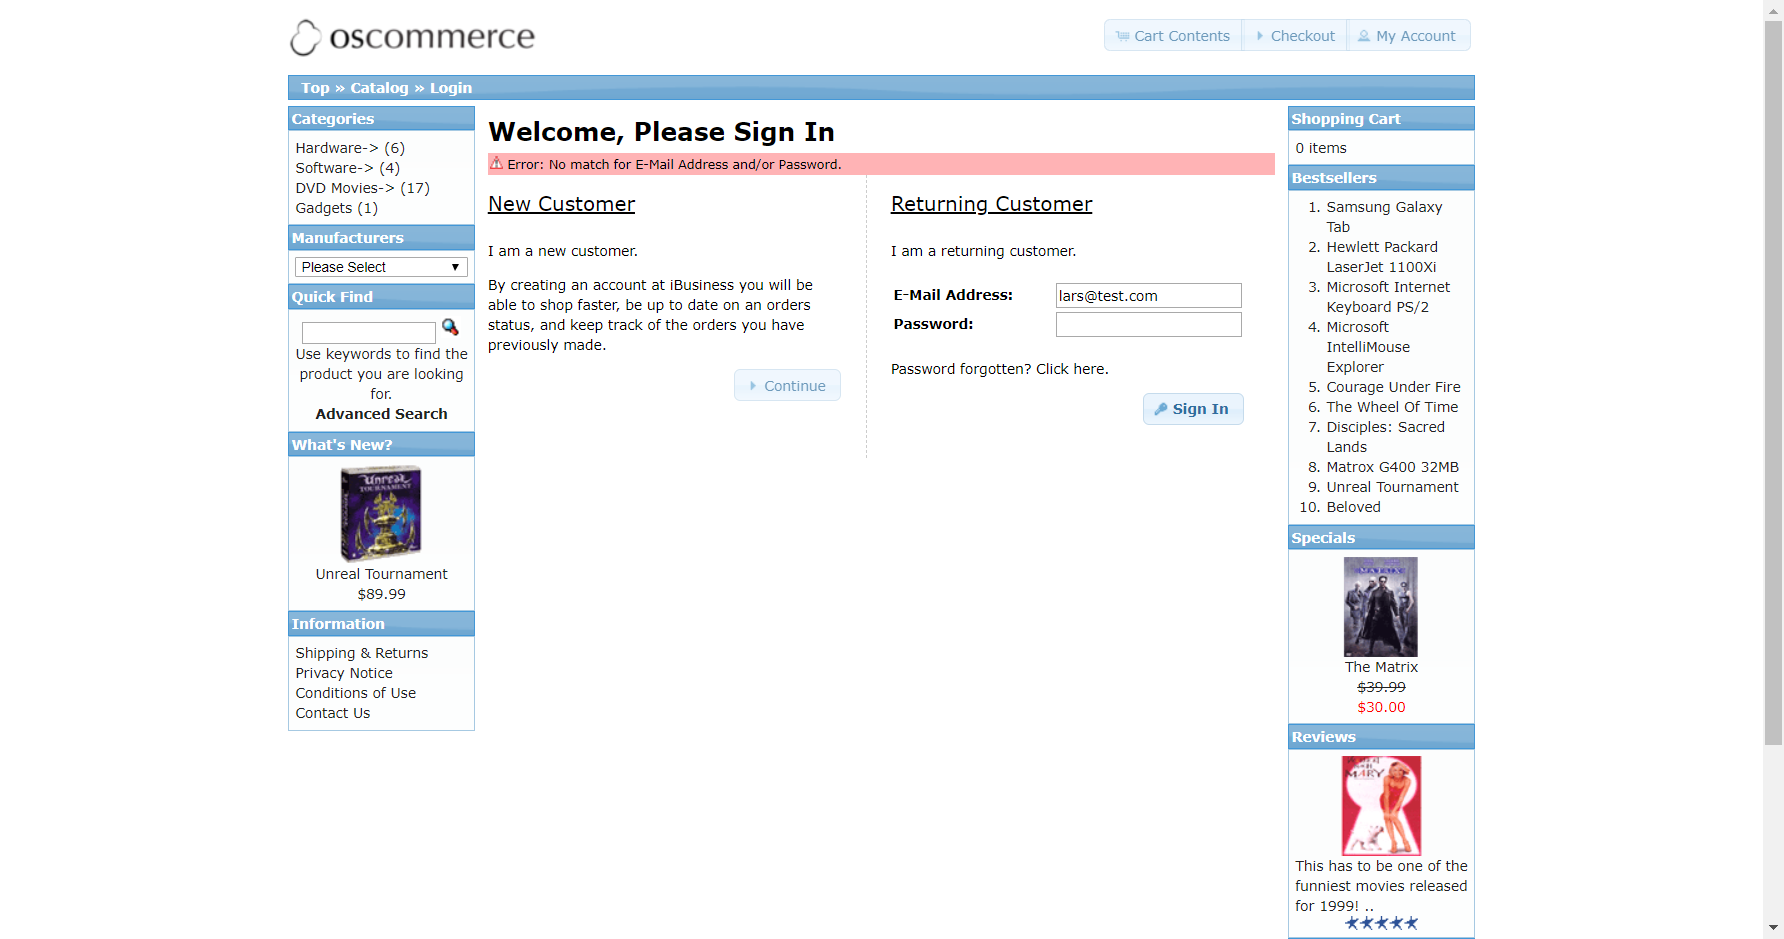 oscommerce
Cart Contents
Checkout
My Account
Top » Catalog » Login
Categories
Hardware-> (6)
Software-> (4)
DVD Movies-> (17)
Gadgets (1)
Manufacturers
Please Select
Quick Find
Use keywords to find the
product you are looking
for.
Advanced Search
What's New?
Unreal
TOURNAMENT
Unreal Tournament
$89.99
Information
Shipping & Returns
Privacy Notice
Conditions of Use
Contact Us
Welcome, Please Sign In
Error: No match for E-Mail Address and/or Password.
New Customer
I am a new customer.
By creating an account at iBusiness you will be
able to shop faster, be up to date on an orders
status, and keep track of the orders you have
previously made.
Continue
Returning Customer
I am a returning customer.
E-Mail Address: lars@test.com
Password:
Password forgotten? Click here.
Sign In
Shopping Cart
0 items
Bestsellers
1. Samsung Galaxy
Tab
2. Hewlett Packard
LaserJet 1100Xi
3. Microsoft Internet
Keyboard PS/2
4. Microsoft
IntelliMouse
Explorer
5. Courage Under Fire
6. The Wheel Of Time
7. Disciples: Sacred
Lands
8. Matrox G400 32MB
9. Unreal Tournament
10. Beloved
Specials
MATRIX
The Matrix
$39.99
$30.00
Reviews
MARY
This has to be one of the
funniest movies released
for 1999! ..